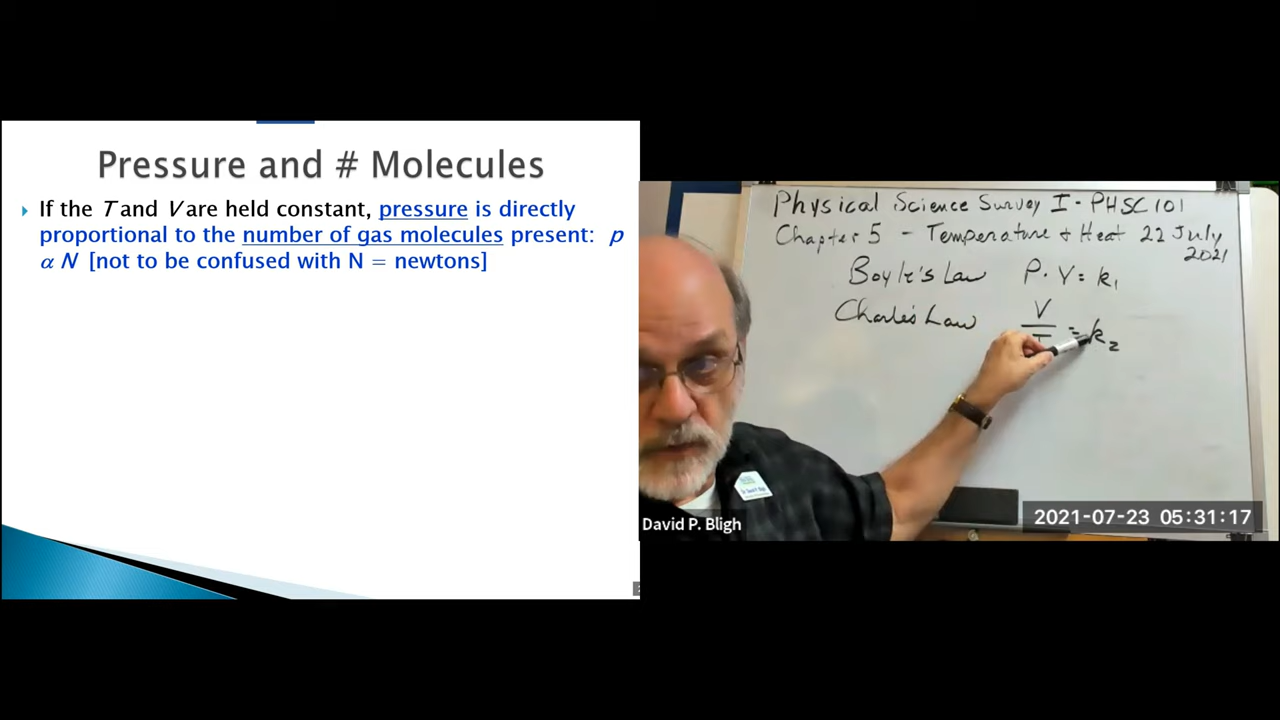 Pressure and # Molecules
If the T and V are held constant, pressure is directly
proportional to the number of gas molecules present: p
α N [not to be confused with N = newtons]
Physical Science Survey I - PHSC 101
Chapter 5 - Temperature & Heat 22 July
2021
Boyle's Law P · V = k₁
Charle's Law V
T = k₂
David P. Bligh
2021-07-23 05:31:17